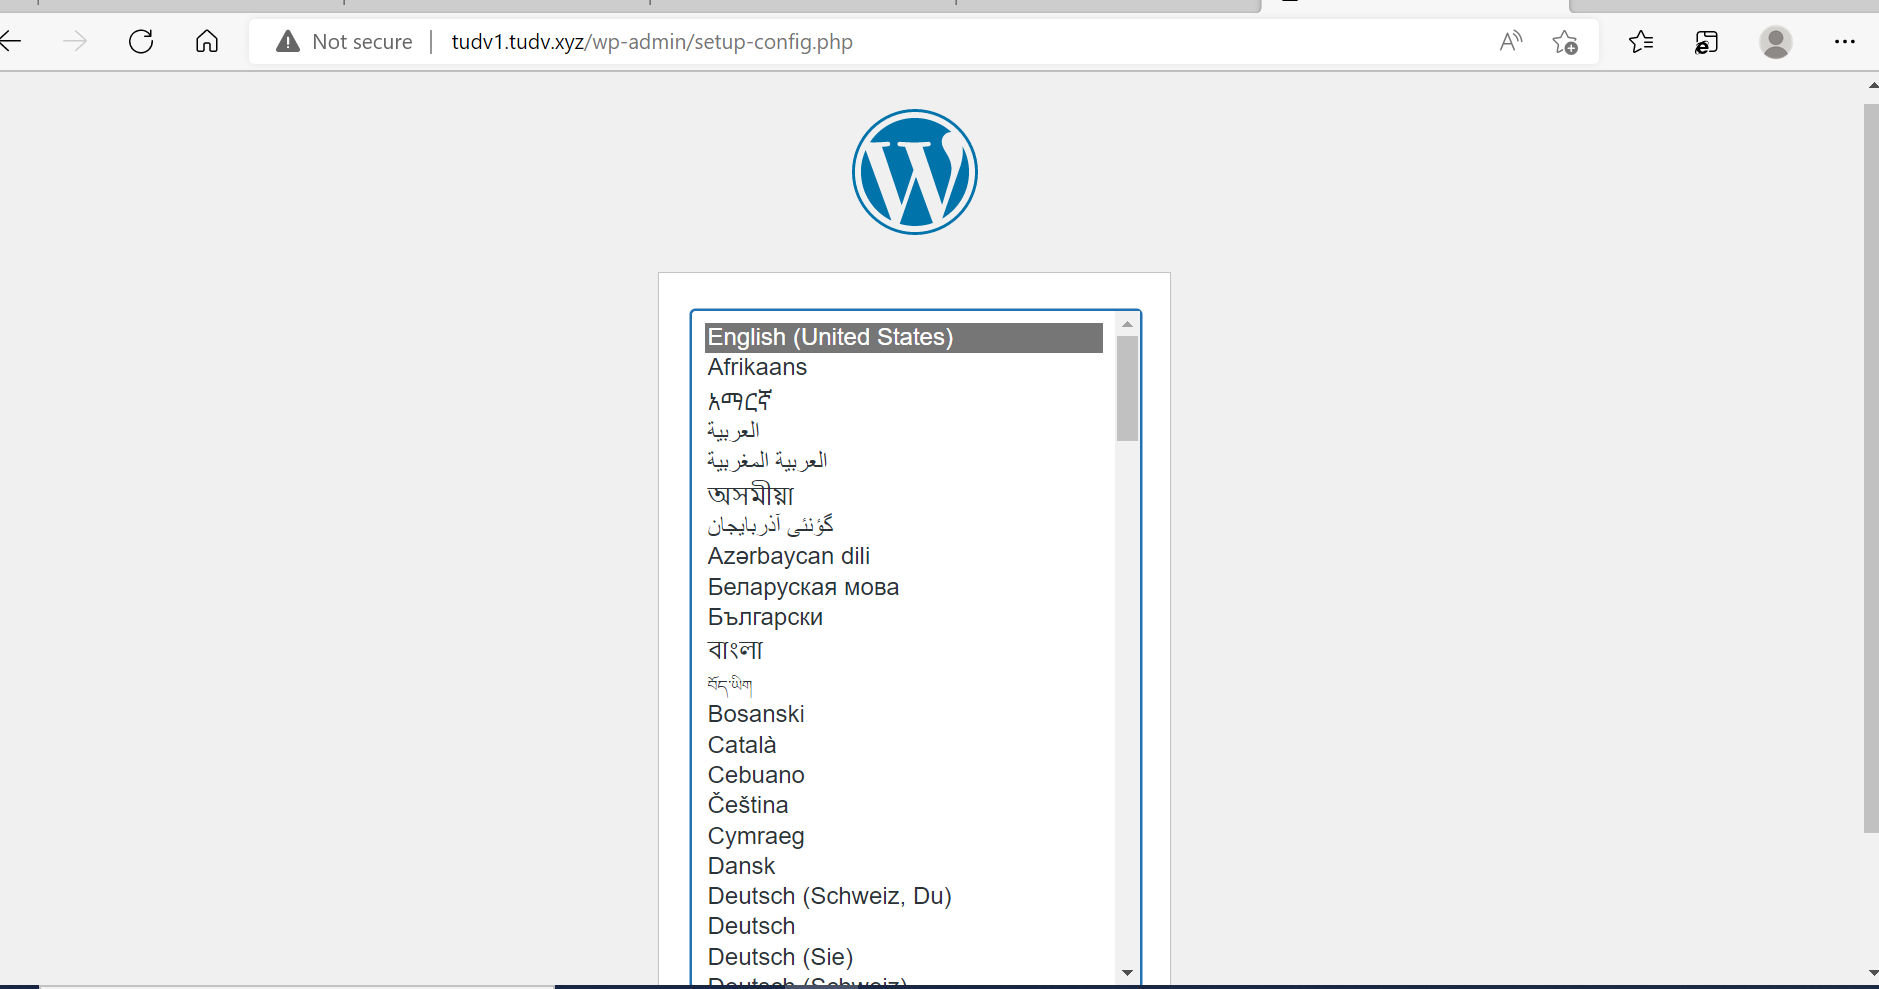 Not secure | tudv1.tudv.xyz/wp-admin/setup-config.php
English (United States)
Afrikaans
አማርኛ
العربية
العربية المغربية
অসমীয়া
گؤنئی آذربایجان
Azərbaycan dili
Беларуская мова
Български
বাংলা
བོད་ཡིག
Bosanski
Català
Cebuano
Čeština
Cymraeg
Dansk
Deutsch (Schweiz, Du)
Deutsch
Deutsch (Sie)
Deutsch (Schweiz)